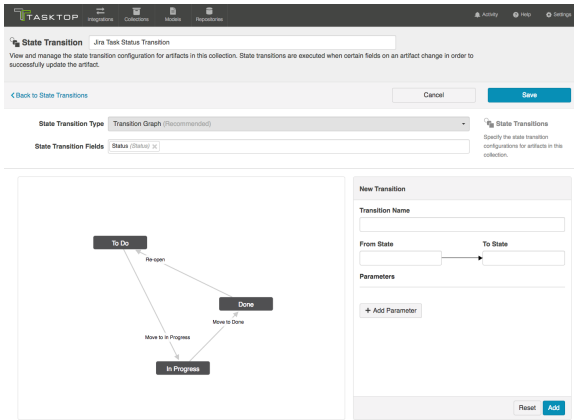 TASKTOP
Integrations
Collections
Models
Repositories
Activity
Help
Settings
State Transition
Jira Task Status Transition
View and manage the state transition configuration for artifacts in this collection. State transitions are executed when certain fields on an artifact change in order to
successfully update the artifact.
Back to State Transitions
Cancel
Save
State Transition Type
Transition Graph (Recommended)
State Transition Fields
Status (Status)
State Transitions
Specify the state transition
configurations for artifacts in this
collection.
To Do
Re-open
Done
Move to Done
Move to In Progress
In Progress
New Transition
Transition Name
From State
To State
Parameters
+ Add Parameter
Reset
Add